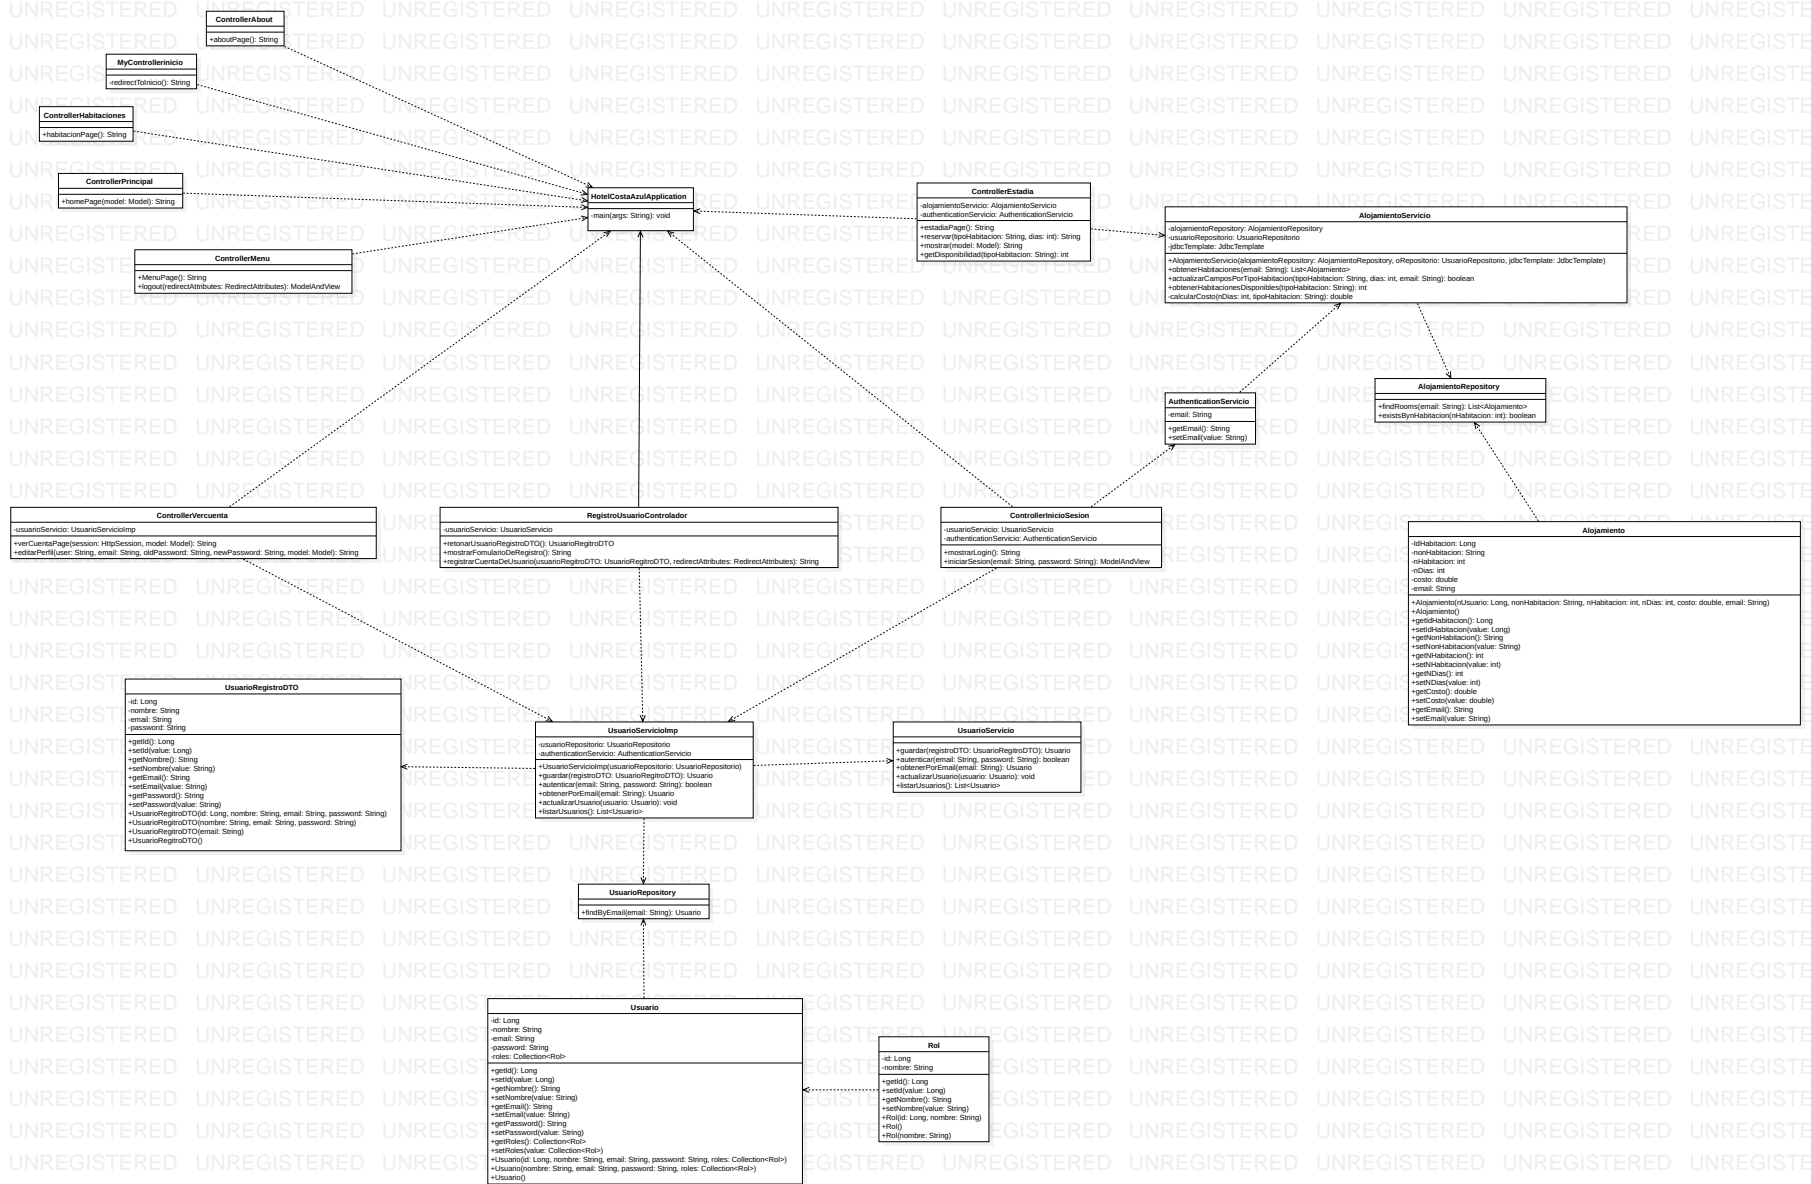 ControllerAbout
+aboutPage(): String
MyControllerinicio
-redirectToInicio(): String
ControllerHabitaciones
+habitacionPage(): String
ControllerPrincipal
+homePage(model: Model): String
ControllerMenu
+MenuPage(): String
+logout(redirectAttributes: RedirectAttributes): ModelAndView
HotelCostaAzulApplication
-main(args: String): void
ControllerEstadia
-alojamientoServicio: AlojamientoServicio
-authenticationServicio: AuthenticationServicio
+estadiaPage(): String
+reservar(tipoHabitacion: String, dias: int): String
+mostrar(model: Model): String
+getDisponibilidad(tipoHabitacion: String): int
AlojamientoServicio
-alojamientoRepository: AlojamientoRepository
-usuarioRepositorio: UsuarioRepositorio
-jdbcTemplate: JdbcTemplate
+AlojamientoServicio(alojamientoRepository: AlojamientoRepository, oRepositorio: UsuarioRepositorio, jdbcTemplate: JdbcTemplate)
+obtenerHabitaciones(email: String): List<Alojamiento>
+actualizarCamposPorTipoHabitacion(tipoHabitacion: String, dias: int, email: String): boolean
+obtenerHabitacionesDisponibles(tipoHabitacion: String): int
-calcularCosto(nDias: int, tipoHabitacion: String): double
AuthenticationServicio
-email: String
+getEmail(): String
+setEmail(value: String)
AlojamientoRepository
+findRooms(email: String): List<Alojamiento>
+existsBynHabitacion(nHabitacion: int): boolean
ControllerVercuenta
-usuarioServicio: UsuarioServicioImp
+verCuentaPage(session: HttpSession, model: Model): String
+editarPerfil(user: String, email: String, oldPassword: String, newPassword: String, model: Model): String
RegistroUsuarioControlador
-usuarioServicio: UsuarioServicio
+retonarUsuarioRegistroDTO(): UsuarioRegitroDTO
+mostrarFomularioDeRegistro(): String
+registrarCuentaDeUsuario(usuarioRegitroDTO: UsuarioRegitroDTO, redirectAttributes: RedirectAttributes): String
ControllerInicioSesion
-usuarioServicio: UsuarioServicio
-authenticationServicio: AuthenticationServicio
+mostrarLogin(): String
+iniciarSesion(email: String, password: String): ModelAndView
Alojamiento
-IdHabitacion: Long
-nonHabitacion: String
-nHabitacion: int
-nDias: int
-costo: double
-email: String
+Alojamiento(nUsuario: Long, nonHabitacion: String, nHabitacion: int, nDias: int, costo: double, email: String)
+Alojamiento()
+getIdHabitacion(): Long
+setIdHabitacion(value: Long)
+getNonHabitacion(): String
+setNonHabitacion(value: String)
+getNHabitacion(): int
+setNHabitacion(value: int)
+getNDias(): int
+setNDias(value: int)
+getCosto(): double
+setCosto(value: double)
+getEmail(): String
+setEmail(value: String)
UsuarioRegistroDTO
-id: Long
-nombre: String
-email: String
-password: String
+getId(): Long
+setId(value: Long)
+getNombre(): String
+setNombre(value: String)
+getEmail(): String
+setEmail(value: String)
+getPassword(): String
+setPassword(value: String)
+UsuarioRegitroDTO(id: Long, nombre: String, email: String, password: String)
+UsuarioRegitroDTO(nombre: String, email: String, password: String)
+UsuarioRegitroDTO(email: String)
+UsuarioRegitroDTO()
UsuarioServicioImp
-usuarioRepositorio: UsuarioRepositorio
-authenticationServicio: AuthenticationServicio
+UsuarioServicioImp(usuarioRepositorio: UsuarioRepositorio)
+guardar(registroDTO: UsuarioRegitroDTO): Usuario
+autenticar(email: String, password: String): boolean
+obtenerPorEmail(email: String): Usuario
+actualizarUsuario(usuario: Usuario): void
+listarUsuarios(): List<Usuario>
UsuarioServicio
+guardar(registroDTO: UsuarioRegitroDTO): Usuario
+autenticar(email: String, password: String): boolean
+obtenerPorEmail(email: String): Usuario
+actualizarUsuario(usuario: Usuario): void
+listarUsuarios(): List<Usuario>
UsuarioRepository
+findByEmail(email: String): Usuario
Usuario
-id: Long
-nombre: String
-email: String
-password: String
-roles: Collection<Rol>
+getId(): Long
+setId(value: Long)
+getNombre(): String
+setNombre(value: String)
+getEmail(): String
+setEmail(value: String)
+getPassword(): String
+setPassword(value: String)
+getRoles(): Collection<Rol>
+setRoles(value: Collection<Rol>)
+Usuario(id: Long, nombre: String, email: String, password: String, roles: Collection<Rol>)
+Usuario(nombre: String, email: String, password: String, roles: Collection<Rol>)
+Usuario()
Rol
-id: Long
-nombre: String
+getId(): Long
+setId(value: Long)
+getNombre(): String
+setNombre(value: String)
+Rol(id: Long, nombre: String)
+Rol()
+Rol(nombre: String)
UNREGISTERED